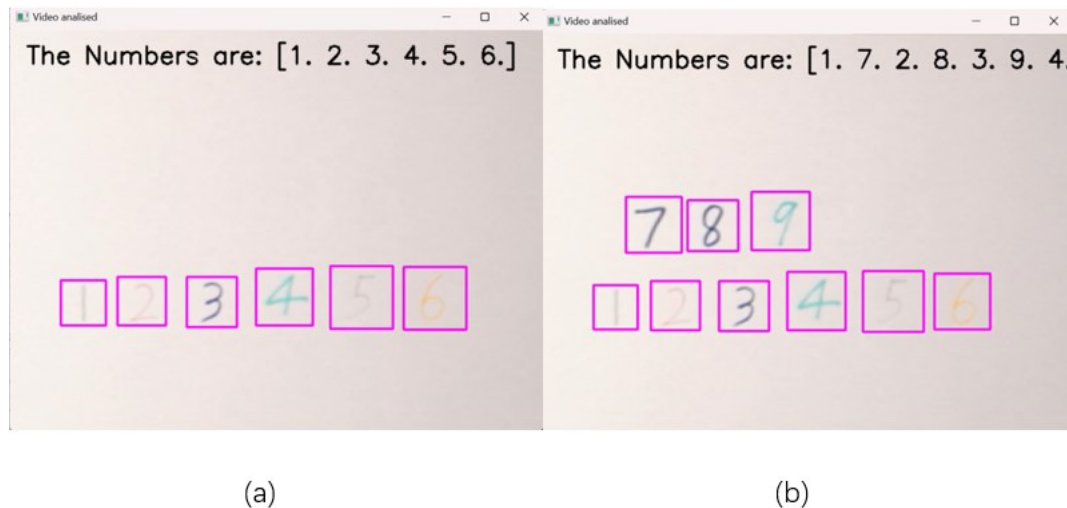 Video analised
The Numbers are: [1. 2. 3. 4. 5. 6.]
1 2 3 4 5 6
(a)
Video analised
The Numbers are: [1. 7. 2. 8. 3. 9. 4.
7 8 9
1 2 3 4 5 6
(b)